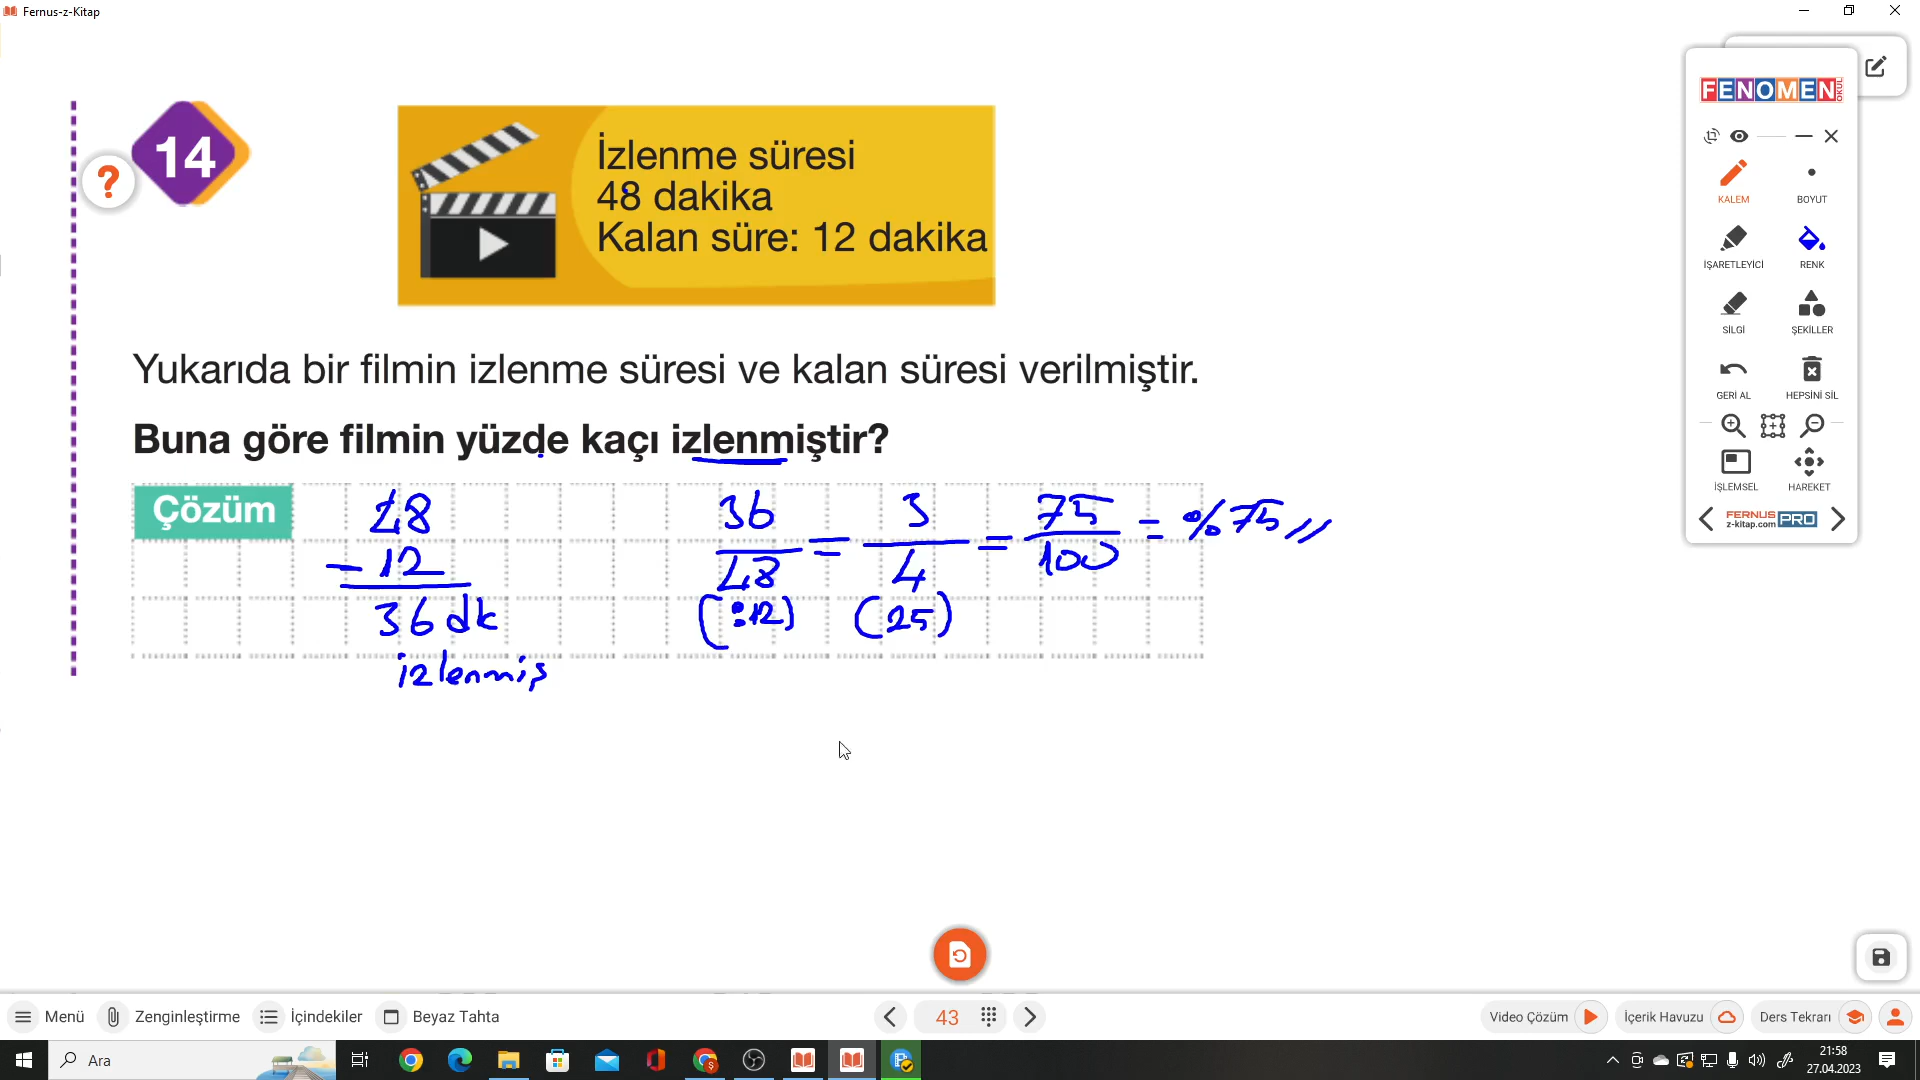 Fernus-z-Kitap
14
?
İzlenme süresi
48 dakika
Kalan süre: 12 dakika
Yukarıda bir filmin izlenme süresi ve kalan süresi verilmiştir.
Buna göre filmin yüzde kaçı izlenmiştir?
Çözüm
48
- 12
36 dk
izlenmiş
36/48 = 3/4 = 75/100 = %75 //
(:12) (25)
FENOMEN OKUL
KALEM BOYUT
İŞARETLEYİCİ RENK
SİLGİ ŞEKİLLER
GERİ AL HEPSİNİ SİL
İŞLEMSEL HAREKET
FERNUS z-kitap.com PRO
Menü Zenginleştirme İçindekiler Beyaz Tahta 43 Video Çözüm İçerik Havuzu Ders Tekrarı
Ara
21:58
27.04.2023